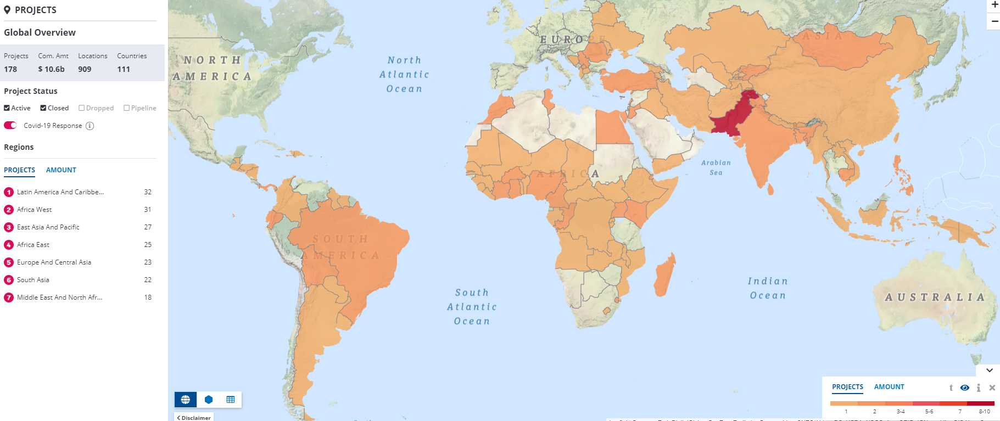 PROJECTS
Global Overview
Projects Com. Amt Locations Countries
178 $ 10.6b 909 111
Project Status
Active Closed Dropped Pipeline
Covid-19 Response i
Regions
PROJECTS AMOUNT
1 Latin America And Caribbe... 32
2 Africa West 31
3 East Asia And Pacific 27
4 Africa East 25
5 Europe And Central Asia 23
6 South Asia 22
7 Middle East And North Afr... 18
NORTH
AMERICA
North
Atlantic
Ocean
EUROPE
ASIA
AFRICA
Arabian
Sea
SOUTH
AMERICA
South
Atlantic
Ocean
Indian
Ocean
AUSTRALIA
+
−
Disclaimer
PROJECTS AMOUNT t i
1 2 3-4 5-6 7 8-10